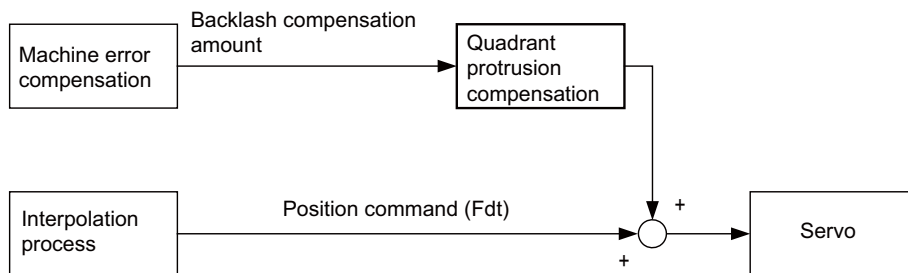 Backlash compensation
amount
Machine error
compensation
Quadrant
protrusion
compensation
+
Interpolation
process
Position command (Fdt)
+
Servo